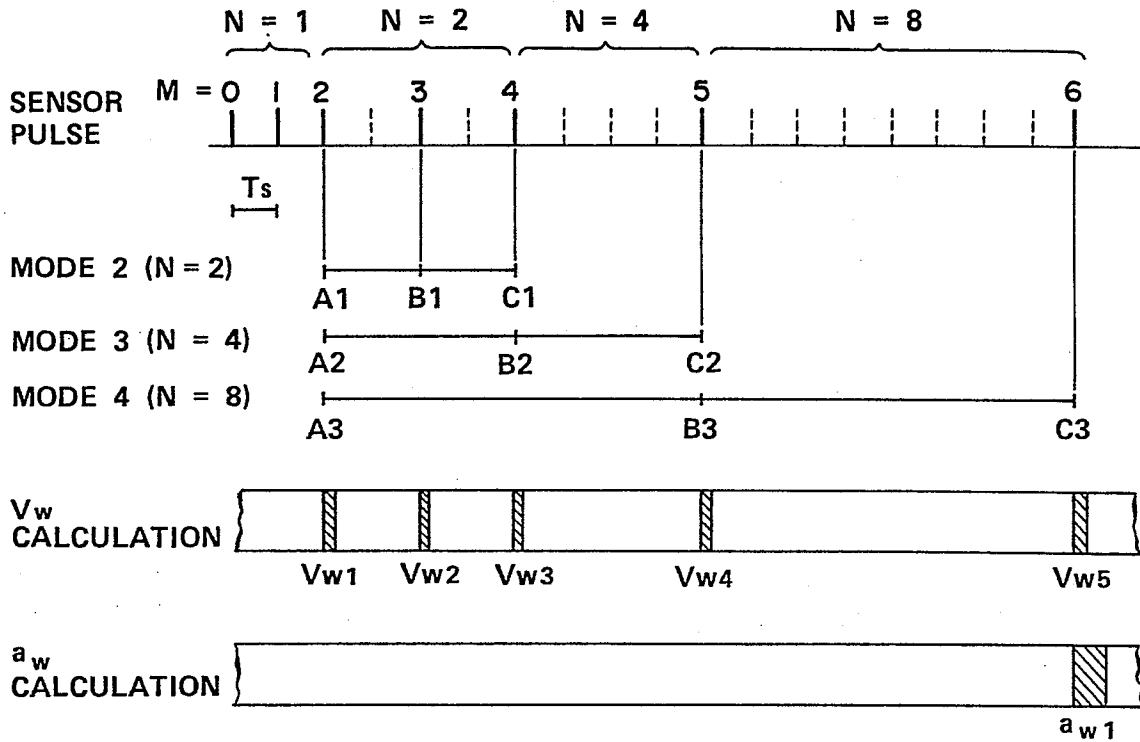 N = 1 N = 2 N = 4 N = 8
SENSOR PULSE M = 0 1 2 3 4 5 6
Ts
MODE 2 (N = 2)
A1 B1 C1
MODE 3 (N = 4)
A2 B2 C2
MODE 4 (N = 8)
A3 B3 C3
Vw CALCULATION
Vw1 Vw2 Vw3 Vw4 Vw5
aw CALCULATION
aw1